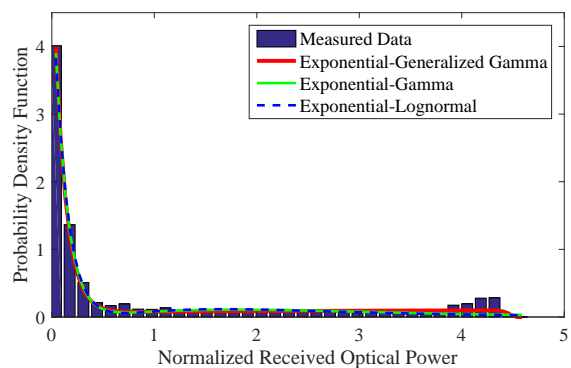 Measured Data
Exponential-Generalized Gamma
Exponential-Gamma
Exponential-Lognormal
Probability Density Function
4
3
2
1
0
0 1 2 3 4 5
Normalized Received Optical Power